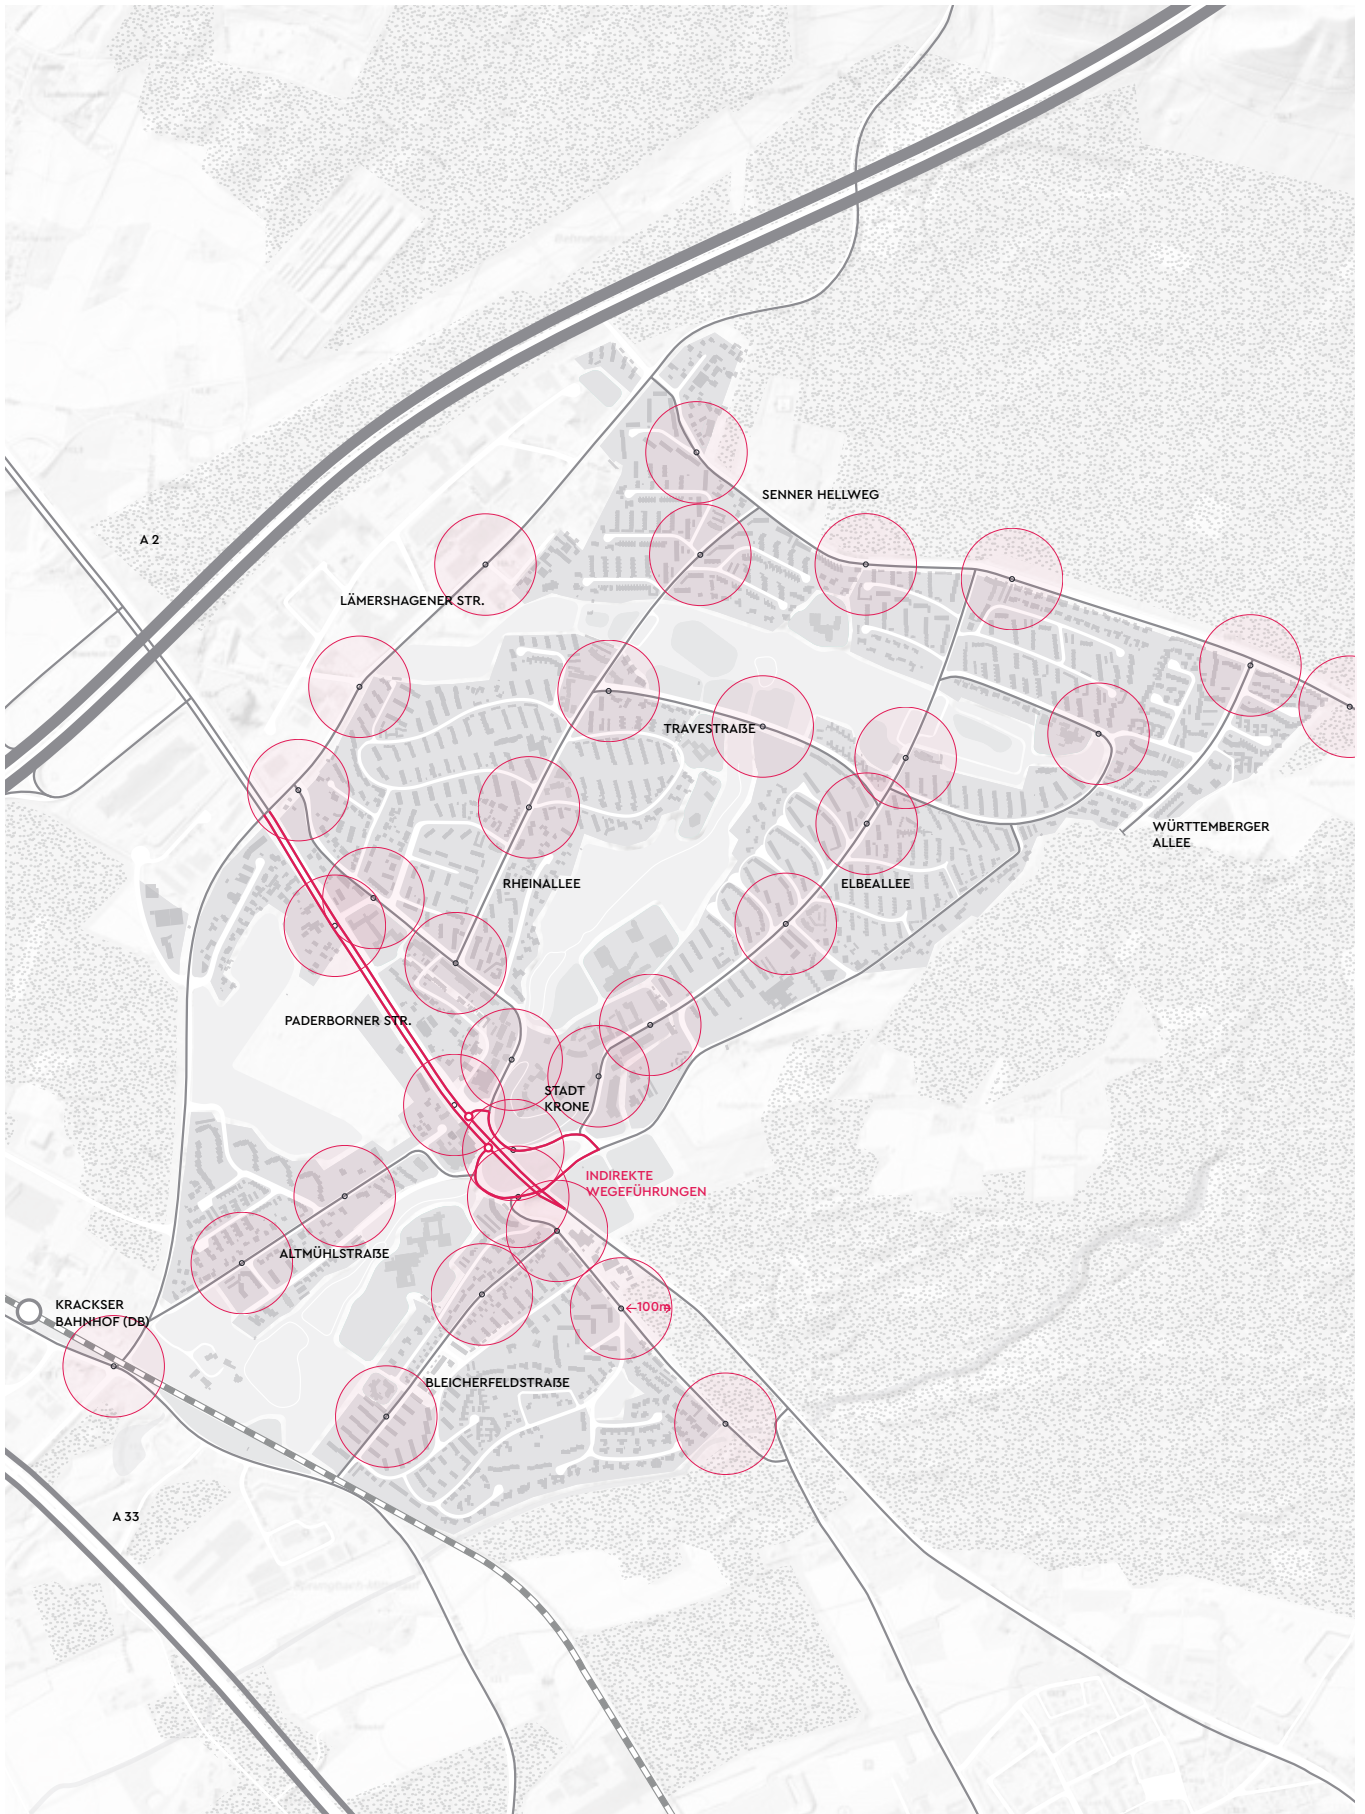 SENNER HELLWEG
A 2
LÄMERSHAGENER STR.
TRAVESTRAẞE
WÜRTTEMBERGER
ALLEE
RHEINALLEE
ELBEALLEE
PADERBORNER STR.
STADT
KRONE
INDIREKTE
WEGEFÜHRUNGEN
ALTMÜHLSTRAẞE
KRACKSER
BAHNHOF (DB)
100m
BLEICHERFELDSTRAẞE
A 33